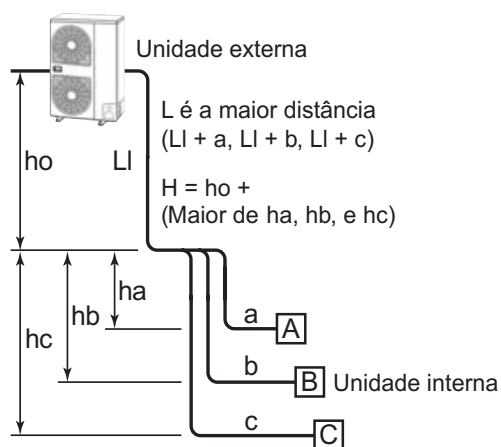 Unidade externa
L é a maior distância
(Ll + a, Ll + b, Ll + c)
ho
Ll
H = ho +
(Maior de ha, hb, e hc)
ha
hb
hc
a
A
b
B
Unidade interna
c
C